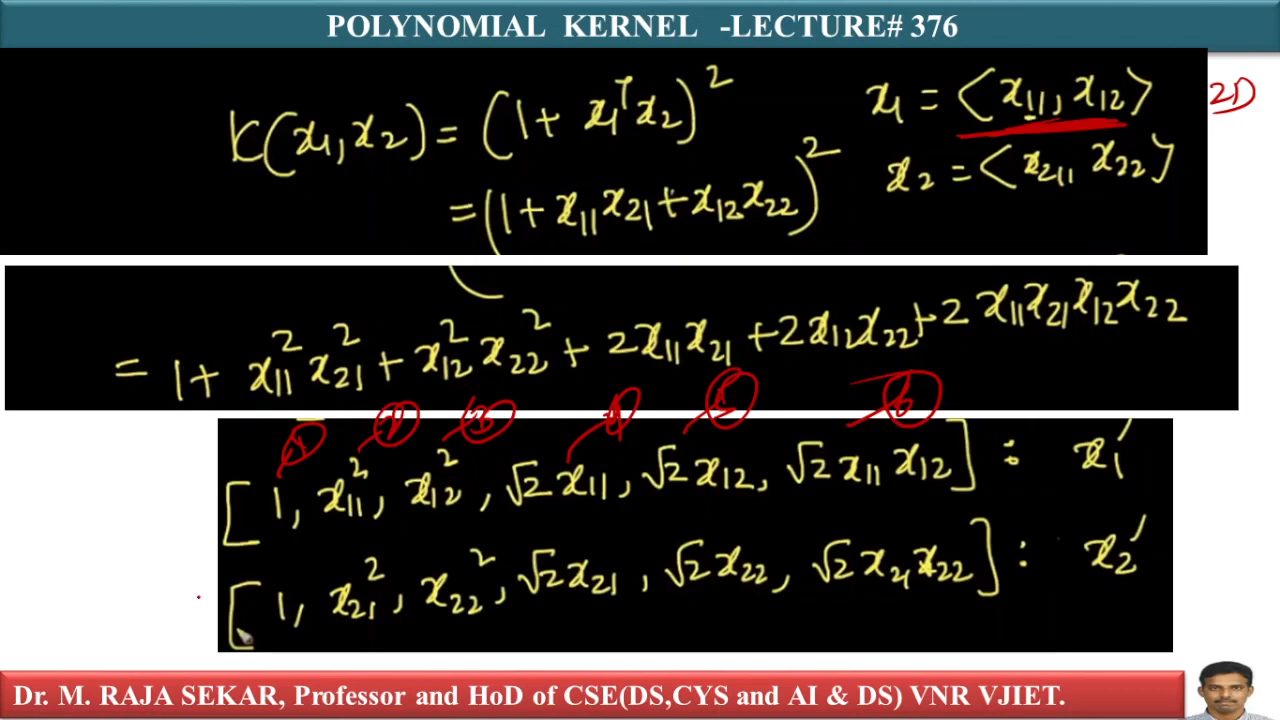 POLYNOMIAL KERNEL -LECTURE# 376
K(x₁,x₂) = (1 + x₁ᵀx₂)² x₁ = <x₁₁, x₁₂> 2D
= (1 + x₁₁x₂₁ + x₁₂x₂₂)² x₂ = <x₂₁, x₂₂>
= 1 + x₁₁²x₂₁² + x₁₂²x₂₂² + 2x₁₁x₂₁ + 2x₁₂x₂₂ + 2x₁₁x₂₁x₁₂x₂₂
① ② ③ ④ ⑤ ⑥
[1, x₁₁², x₁₂², √2x₁₁, √2x₁₂, √2x₁₁x₁₂] : x₁′
[1, x₂₁², x₂₂², √2x₂₁, √2x₂₂, √2x₂₁x₂₂] : x₂′
Dr. M. RAJA SEKAR, Professor and HoD of CSE(DS,CYS and AI & DS) VNR VJIET.